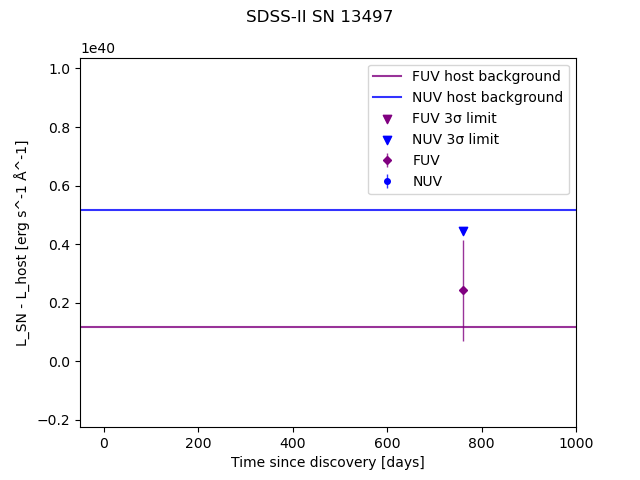 SDSS-II SN 13497
1e40
1.0
0.8
0.6
0.4
0.2
0.0
−0.2
L_SN - L_host [erg s^-1 Å^-1]
FUV host background
NUV host background
FUV 3σ limit
NUV 3σ limit
FUV
NUV
0
200
400
600
800
1000
Time since discovery [days]